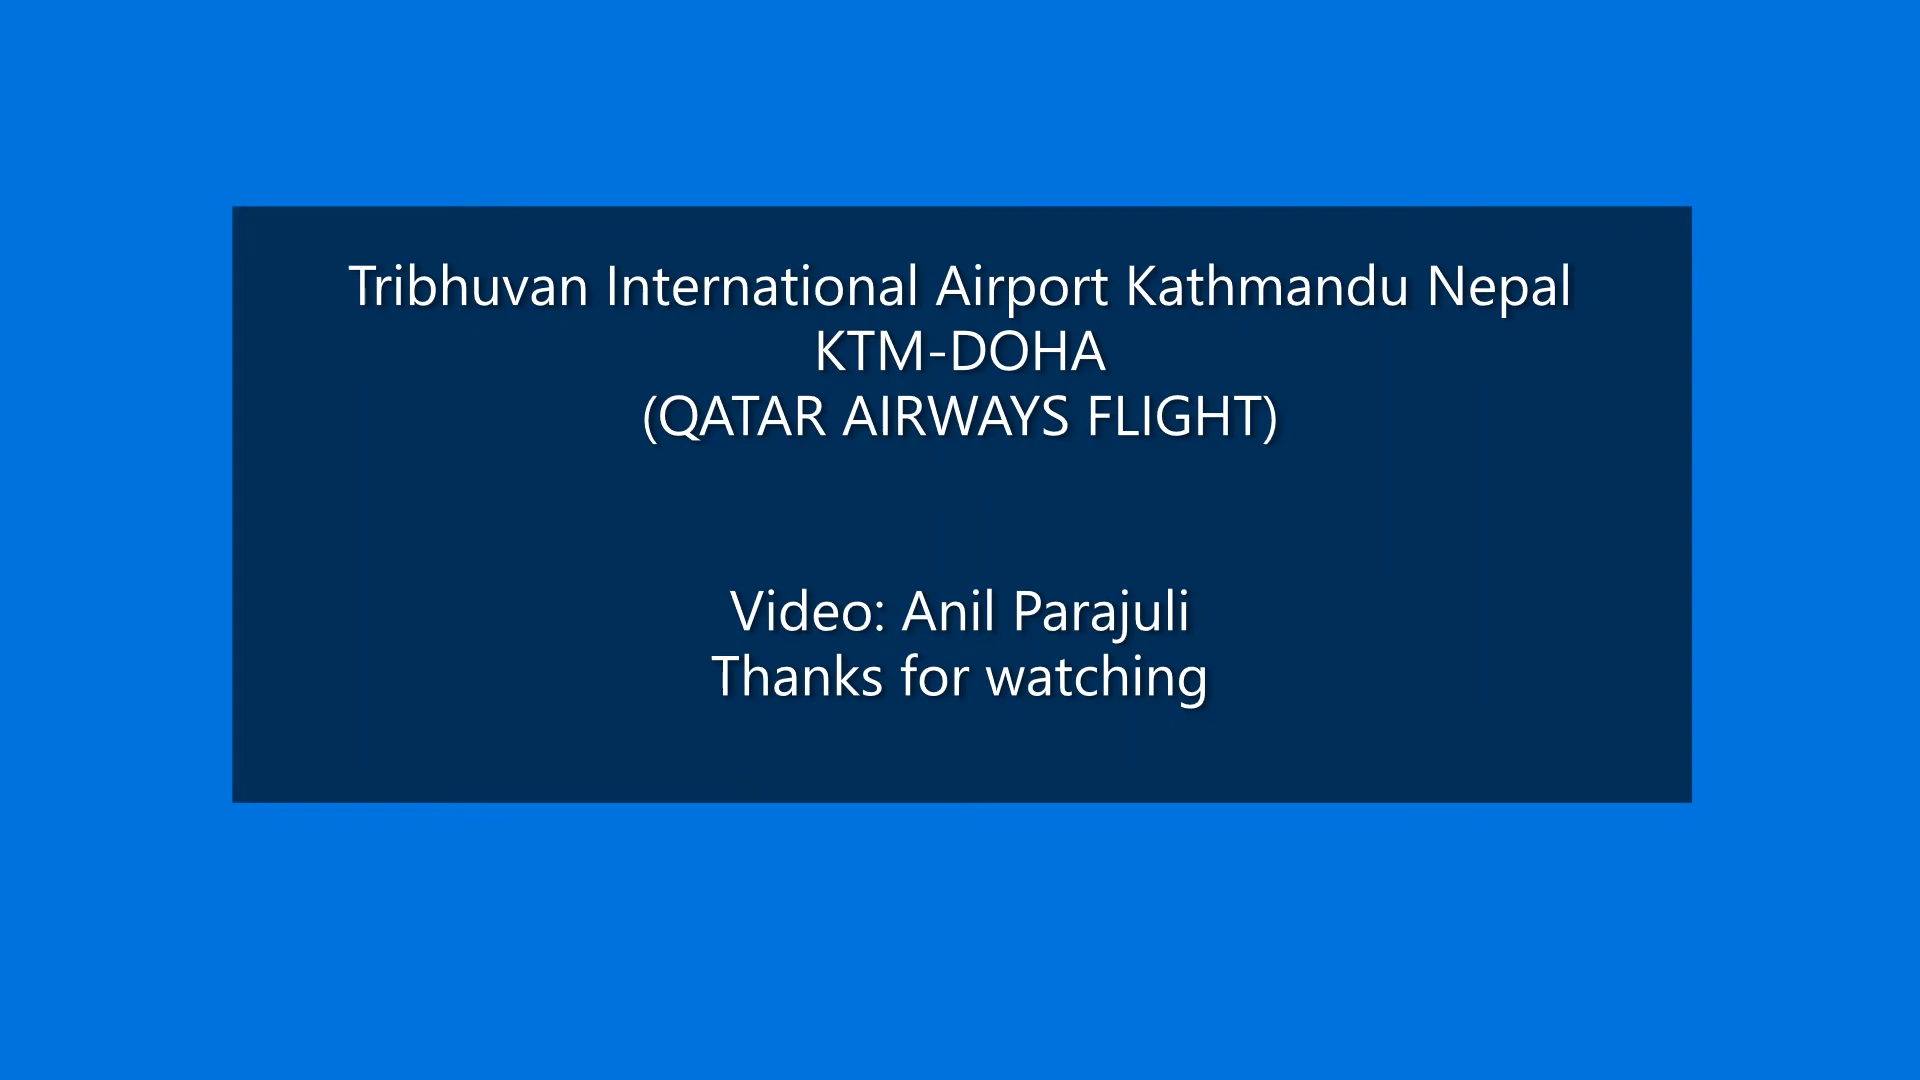 Tribhuvan International Airport Kathmandu Nepal
KTM-DOHA
(QATAR AIRWAYS FLIGHT)
Video: Anil Parajuli
Thanks for watching